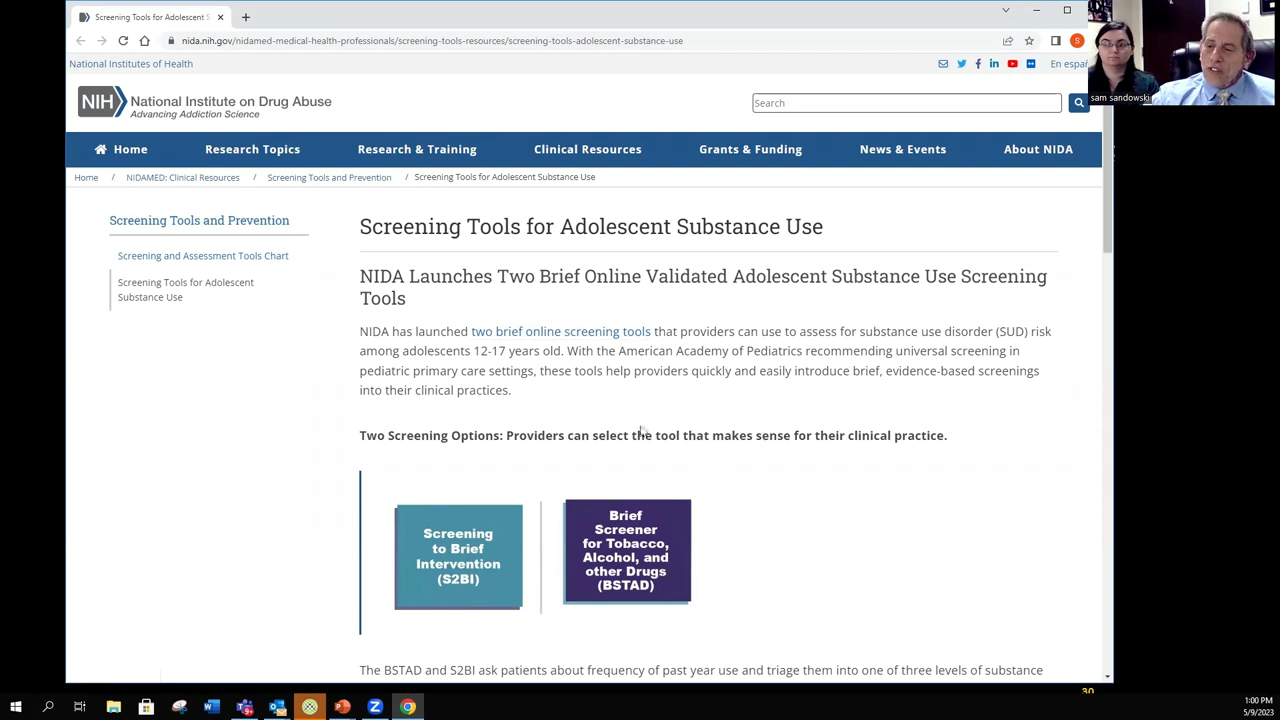 Screening Tools for Adolescent S
nida.nih.gov/nidamed-medical-health-professionals/screening-tools-resources/screening-tools-adolescent-substance-use
S
National Institutes of Health
En españ
sam sandowski
NIH
National Institute on Drug Abuse
Advancing Addiction Science
Search
Home
Research Topics
Research & Training
Clinical Resources
Grants & Funding
News & Events
About NIDA
Home / NIDAMED: Clinical Resources / Screening Tools and Prevention / Screening Tools for Adolescent Substance Use
Screening Tools and Prevention
Screening and Assessment Tools Chart
Screening Tools for Adolescent
Substance Use
Screening Tools for Adolescent Substance Use
NIDA Launches Two Brief Online Validated Adolescent Substance Use Screening
Tools
NIDA has launched two brief online screening tools that providers can use to assess for substance use disorder (SUD) risk
among adolescents 12-17 years old. With the American Academy of Pediatrics recommending universal screening in
pediatric primary care settings, these tools help providers quickly and easily introduce brief, evidence-based screenings
into their clinical practices.
Two Screening Options: Providers can select the tool that makes sense for their clinical practice.
Screening
to Brief
Intervention
(S2BI)
Brief
Screener
for Tobacco,
Alcohol, and
other Drugs
(BSTAD)
The BSTAD and S2BI ask patients about frequency of past year use and triage them into one of three levels of substance
30
1:00 PM
5/9/2023